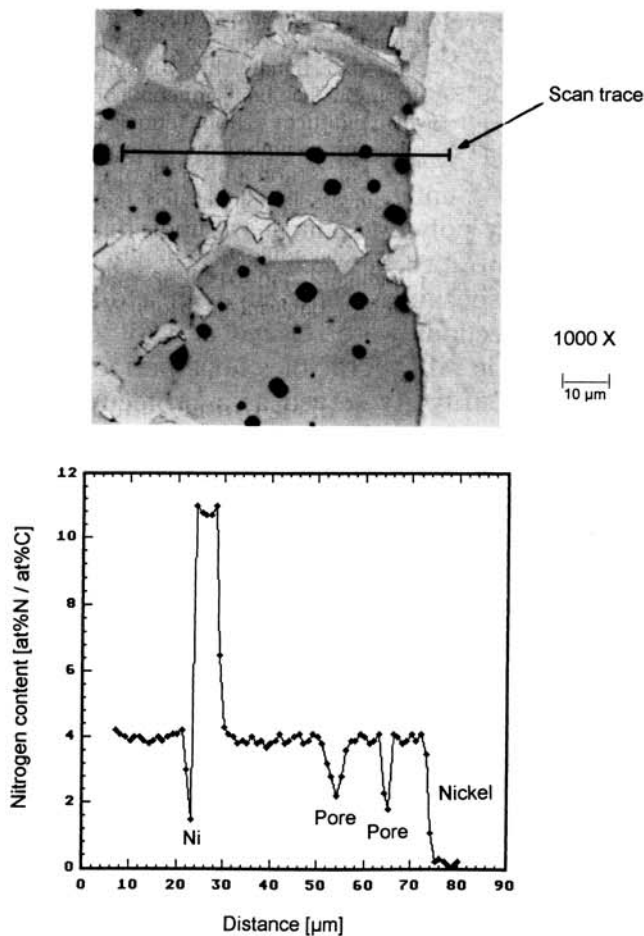 Scan trace
1000 X
10 µm
Nitrogen content [at%N / at%C]
12
10
8
6
4
2
0
Ni
Pore
Pore
Nickel
0 10 20 30 40 50 60 70 80 90
Distance [µm]